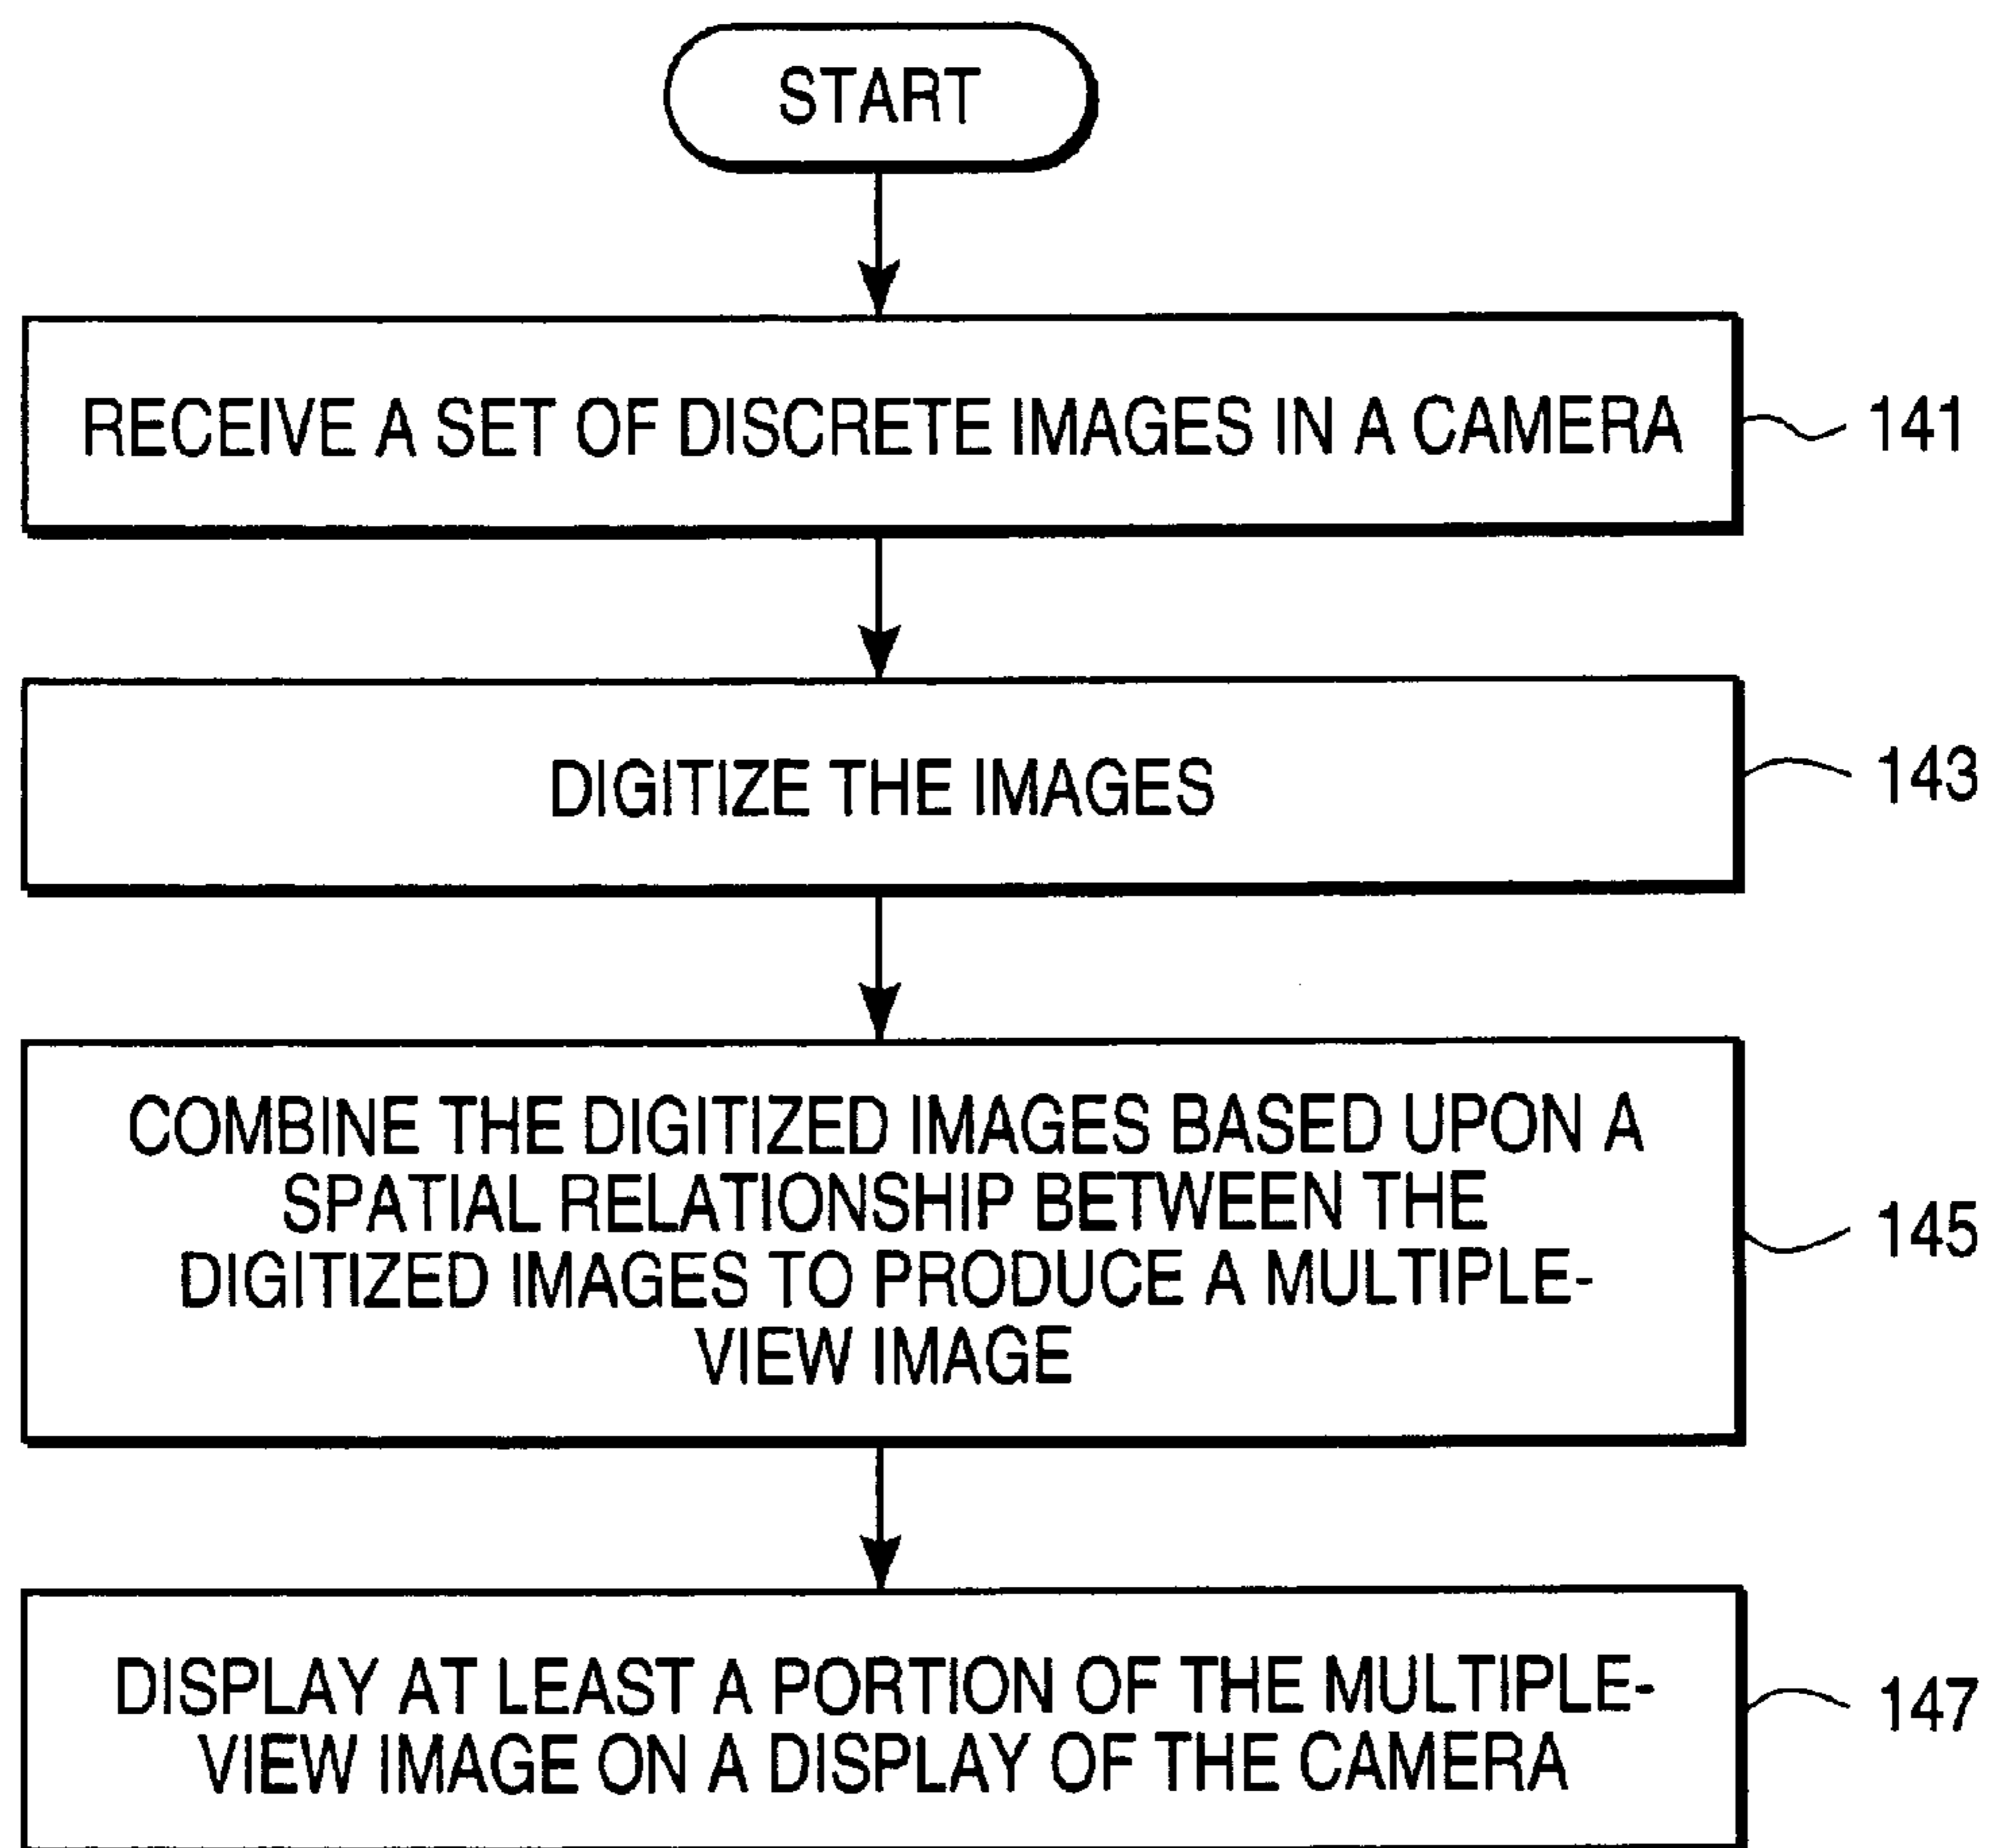 START
RECEIVE A SET OF DISCRETE IMAGES IN A CAMERA
141
DIGITIZE THE IMAGES
143
COMBINE THE DIGITIZED IMAGES BASED UPON A
SPATIAL RELATIONSHIP BETWEEN THE
DIGITIZED IMAGES TO PRODUCE A MULTIPLE-
VIEW IMAGE
145
DISPLAY AT LEAST A PORTION OF THE MULTIPLE-
VIEW IMAGE ON A DISPLAY OF THE CAMERA
147